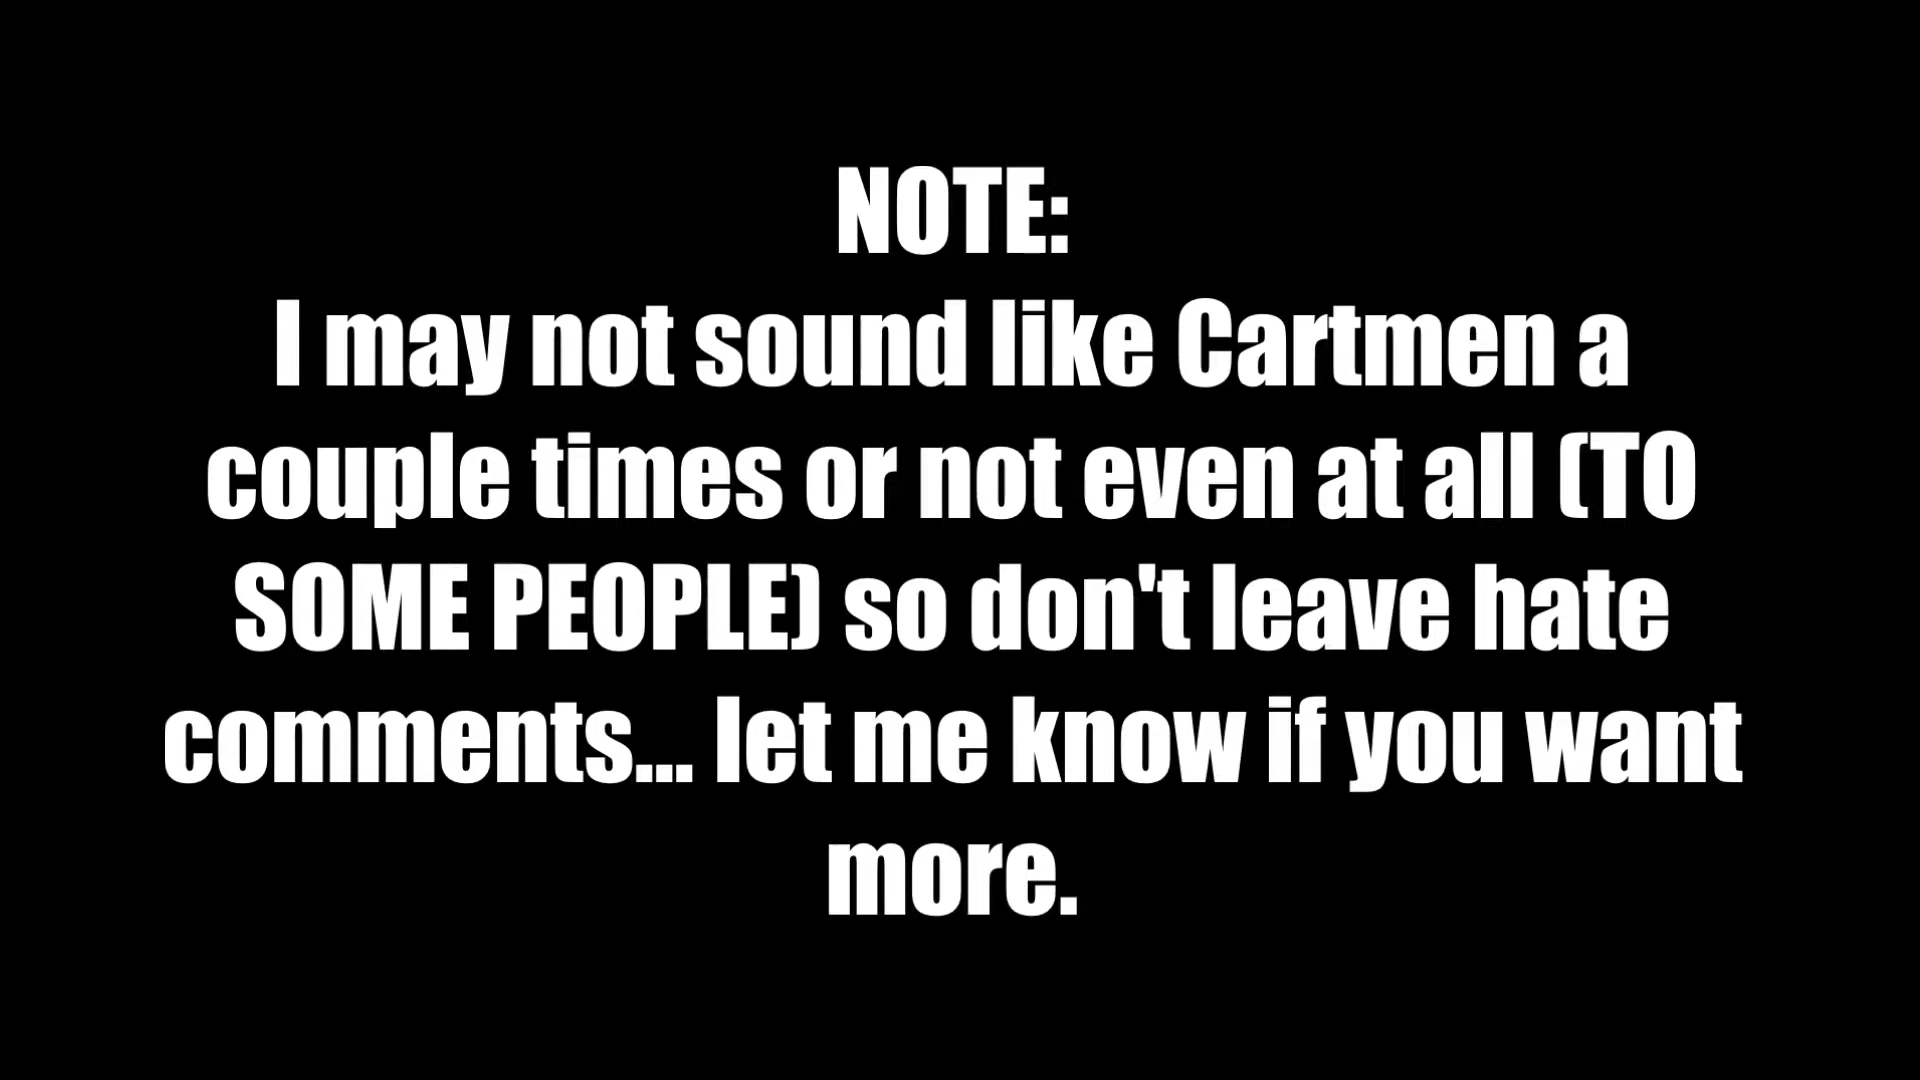 NOTE:
I may not sound like Cartmen a
couple times or not even at all (TO
SOME PEOPLE) so don't leave hate
comments... let me know if you want
more.